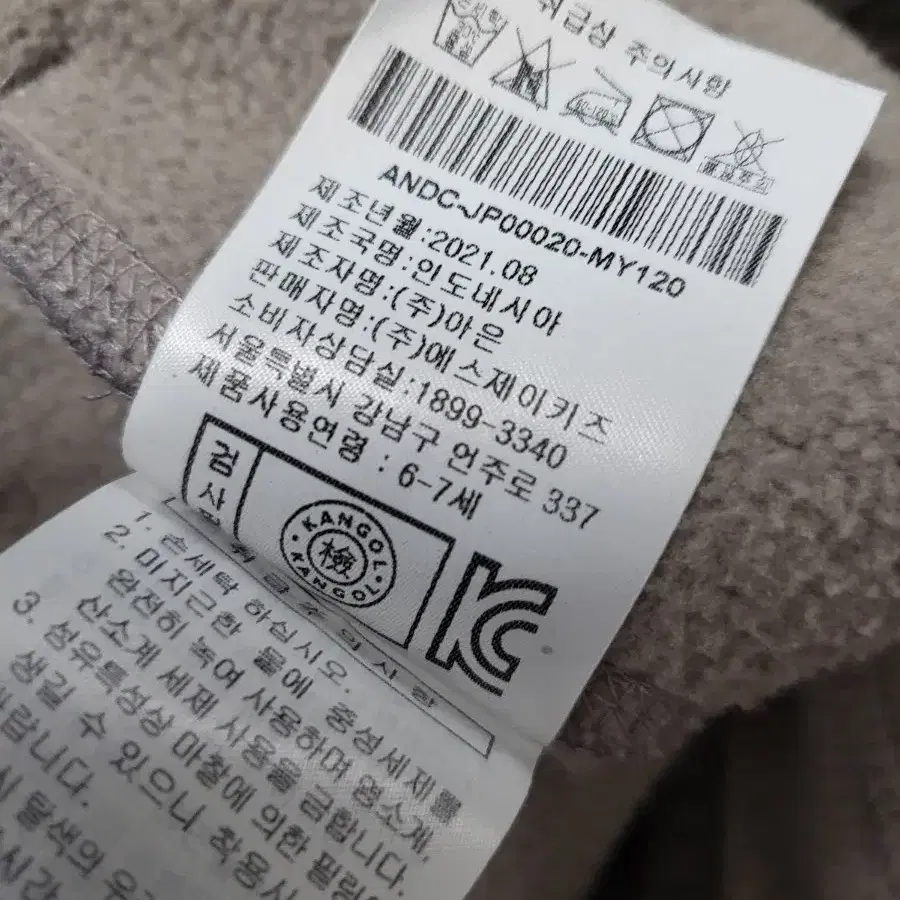 취급상 주의사항
ANDC-JP00020-MY120
제조년월:2021.08
제조국명:인도네시아
제조자명:(주)아은
판매자명:(주)에스제이키즈
소비자상담실:1899-3340
서울특별시 강남구 언주로 337
제품사용연령 : 6-7세
검사
KANGOL
檢
KANGOL
KC
1. 손세탁 하십시오.
2. 미지근한 물에 중성세제를
완전히 녹여 사용하며 염소계,
산소계 세제 사용을 금합니다.
3. 섬유특성상 마찰에 의한 필링
생길 수 있으니 착용시
랍니다.
탈색의
시간